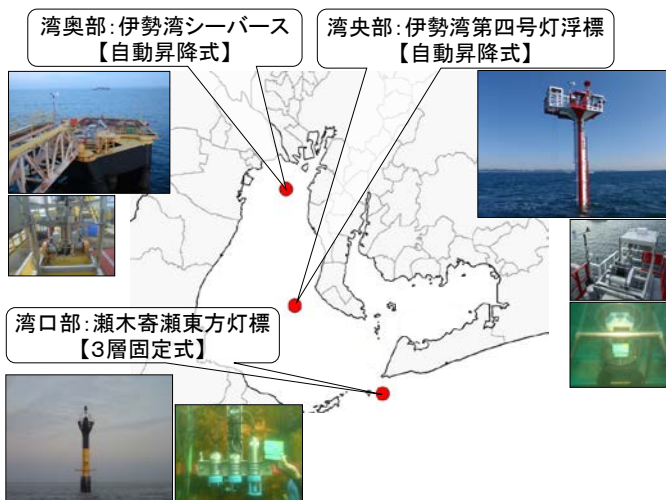 湾奥部：伊勢湾シーバース
【自動昇降式】
湾央部：伊勢湾第四号灯浮標
【自動昇降式】
湾口部：瀬木寄瀬東方灯標
【３層固定式】